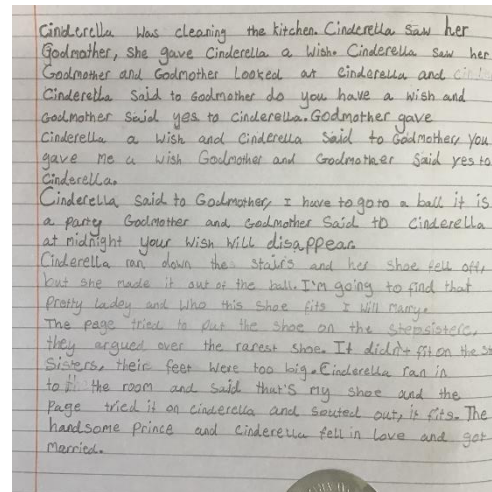 Cinderella was cleaning the kitchen. Cinderella saw her
Godmother, she gave Cinderella a wish. Cinderella saw her
Godmother and Godmother looked at Cinderella and
Cinderella said to Godmother do you have a wish and
Godmother said yes to Cinderella. Godmother gave
Cinderella a wish and Cinderella said to Godmother, you
gave me a wish Godmother and Godmother said yes to
Cinderella.
Cinderella said to Godmother, I have to go to a ball it is
a party Godmother and Godmother said to Cinderella
at midnight your wish will disappear.
Cinderella ran down the stairs and her shoe fell off,
but she made it out of the ball. I'm going to find that
pretty ladey and who this shoe fits I will marry.
The page tried to put the shoe on the stepsisters,
they argued over the rarest shoe. It didn't fit on the
Sisters, their feet were too big. Cinderella ran in
to the room and said that's my shoe and the
Page tried it on cinderella and souted out, it fits. The
handsome prince and cinderella fell in love and got
married.